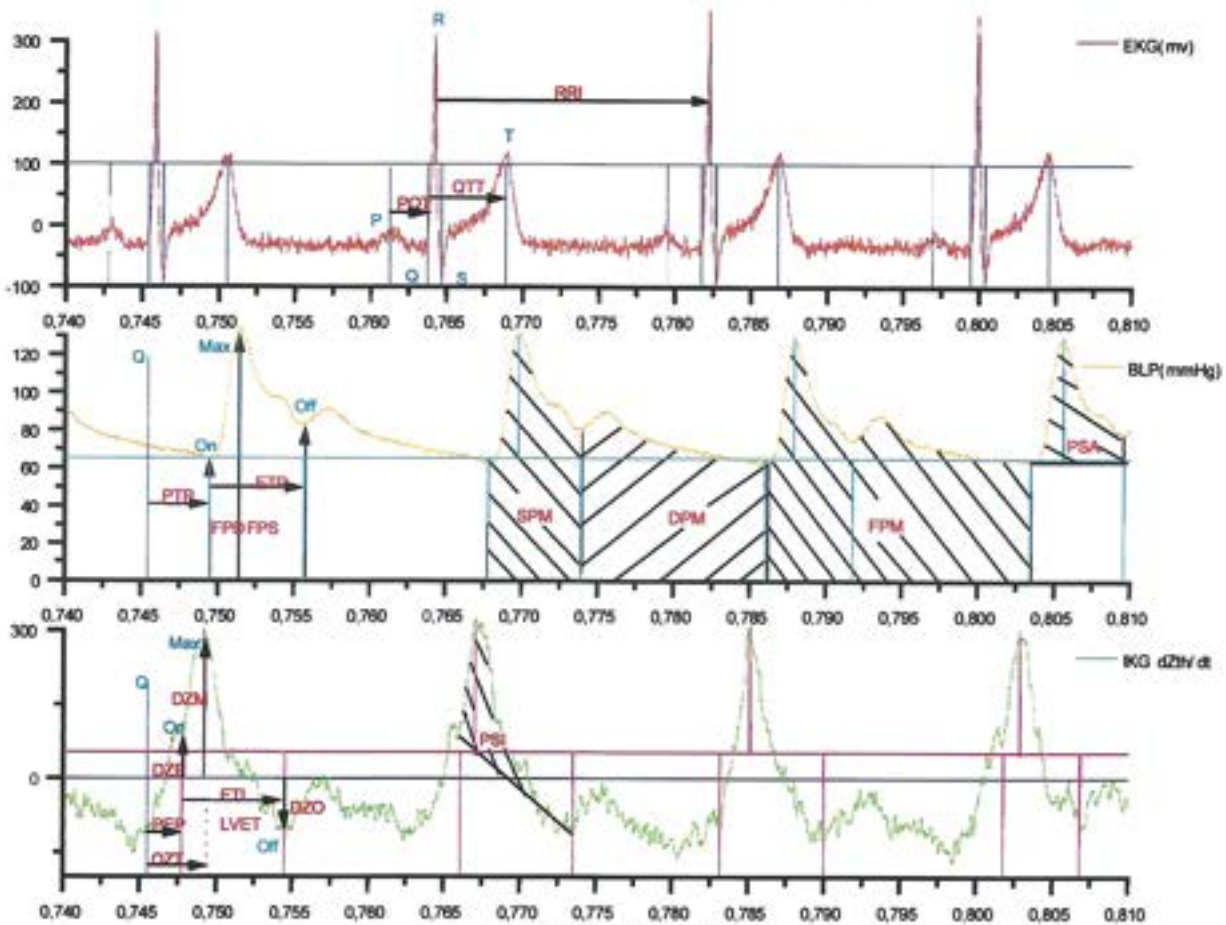 R
300
EKG(mv)
RRI
200
T
100
QTT
PQT
P
0
Q S
-100
0,740 0,745 0,750 0,755 0,760 0,765 0,770 0,775 0,780 0,785 0,790 0,795 0,800 0,805 0,810
120
Q Max
BLP(mmHg)
100
Off
80
On
PSA
60
PTR ETR
40
FPD FPS SPM DPM FPM
20
0
0,740 0,745 0,750 0,755 0,760 0,765 0,770 0,775 0,780 0,785 0,790 0,795 0,800 0,805 0,810
300
Max
IKG dZth/dt
Q
DZM
On
PSI
DZE
0
ETI
DZO
PEP LVET
Off
QZT
0,740 0,745 0,750 0,755 0,760 0,765 0,770 0,775 0,780 0,785 0,790 0,795 0,800 0,805 0,810